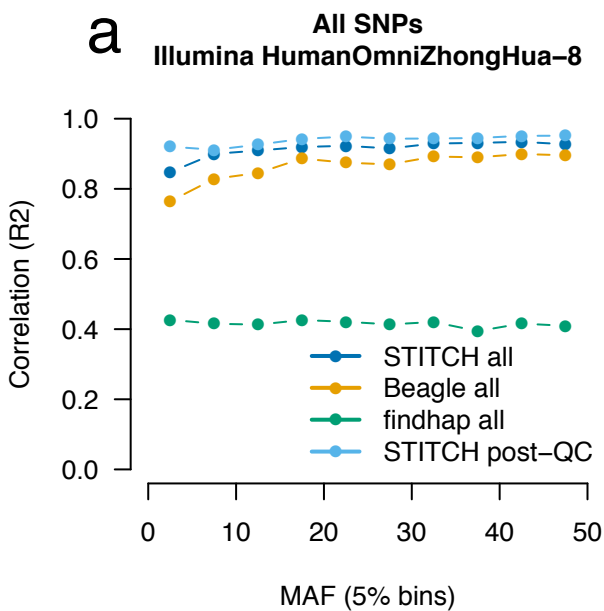 a
All SNPs
Illumina HumanOmniZhongHua−8
Correlation (R2)
1.0
0.8
0.6
0.4
0.2
0.0
STITCH all
Beagle all
findhap all
STITCH post−QC
0 10 20 30 40 50
MAF (5% bins)